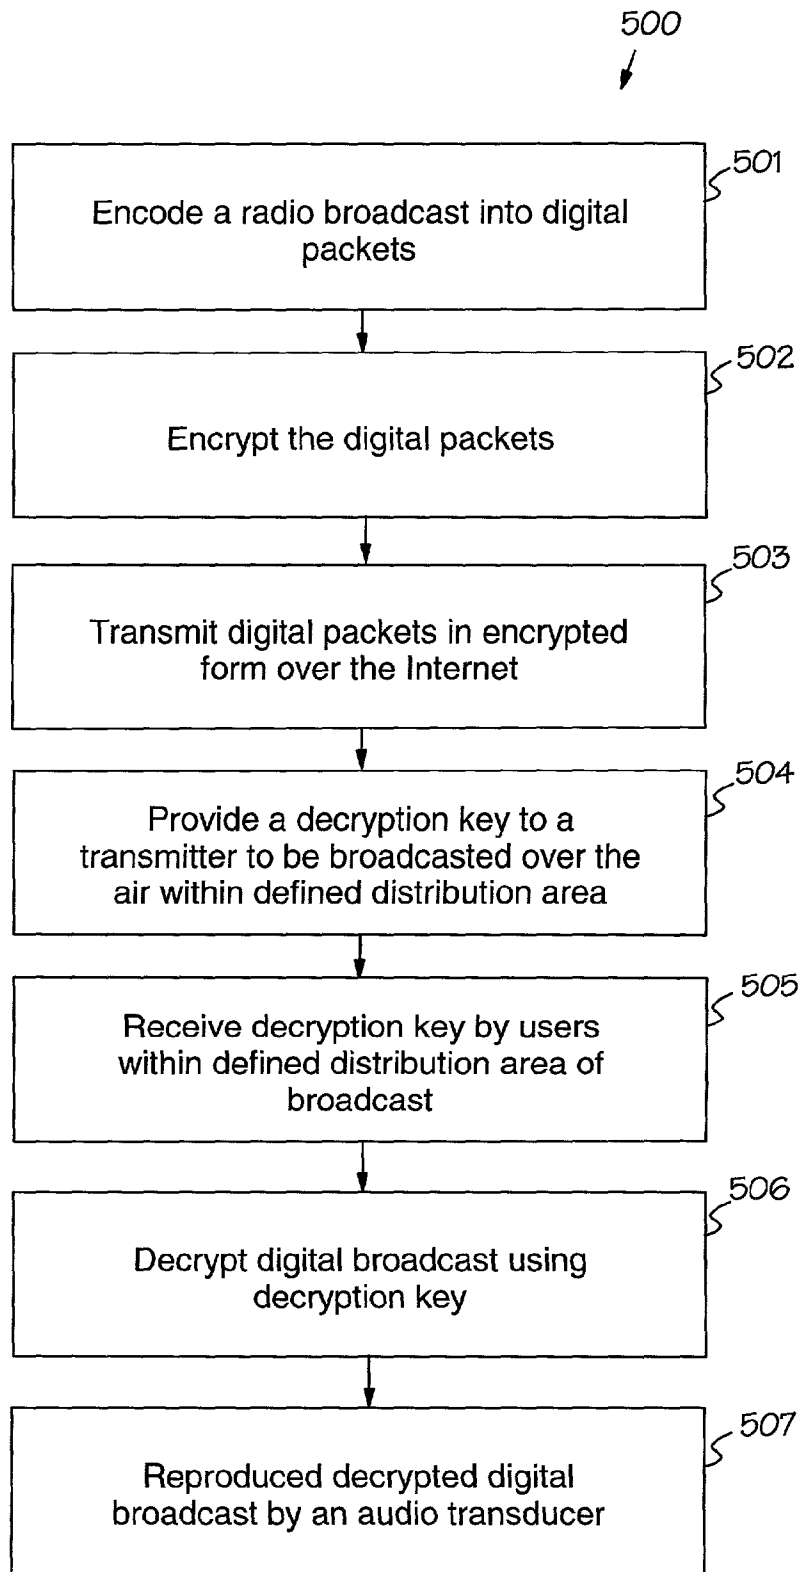 500
501
Encode a radio broadcast into digital
packets
502
Encrypt the digital packets
503
Transmit digital packets in encrypted
form over the Internet
504
Provide a decryption key to a
transmitter to be broadcasted over the
air within defined distribution area
505
Receive decryption key by users
within defined distribution area of
broadcast
506
Decrypt digital broadcast using
decryption key
507
Reproduced decrypted digital
broadcast by an audio transducer